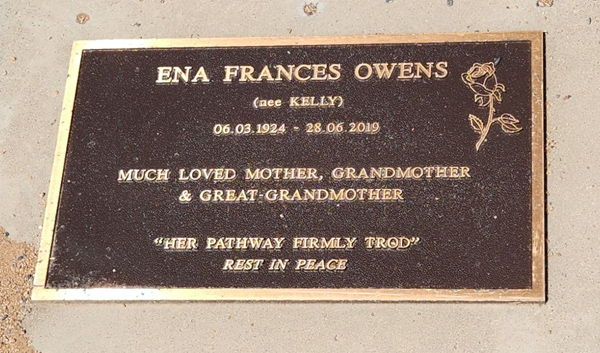 ENA FRANCES OWENS
(nee KELLY)
06.03.1924 - 28.06.2019
MUCH LOVED MOTHER, GRANDMOTHER
& GREAT-GRANDMOTHER
"HER PATHWAY FIRMLY TROD"
REST IN PEACE